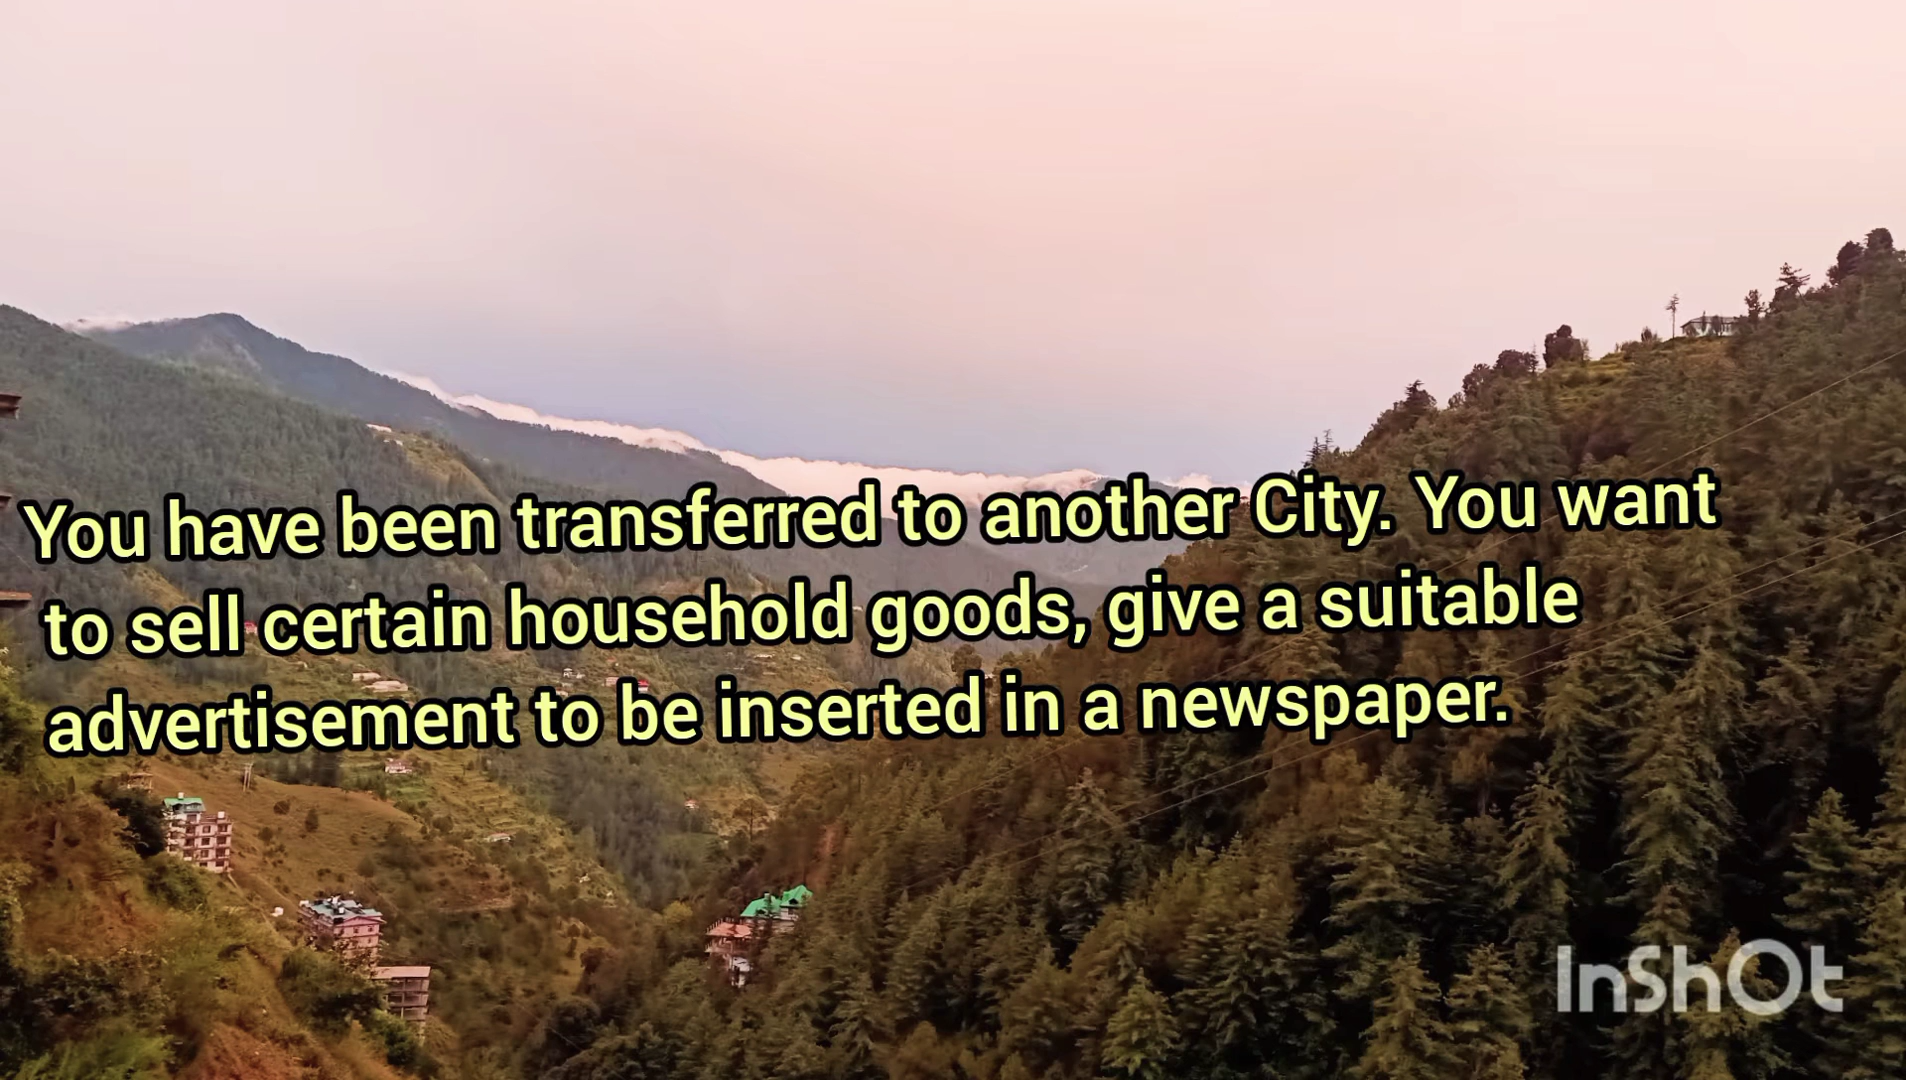 You have been transferred to another City. You want
to sell certain household goods, give a suitable
advertisement to be inserted in a newspaper.
InShOt